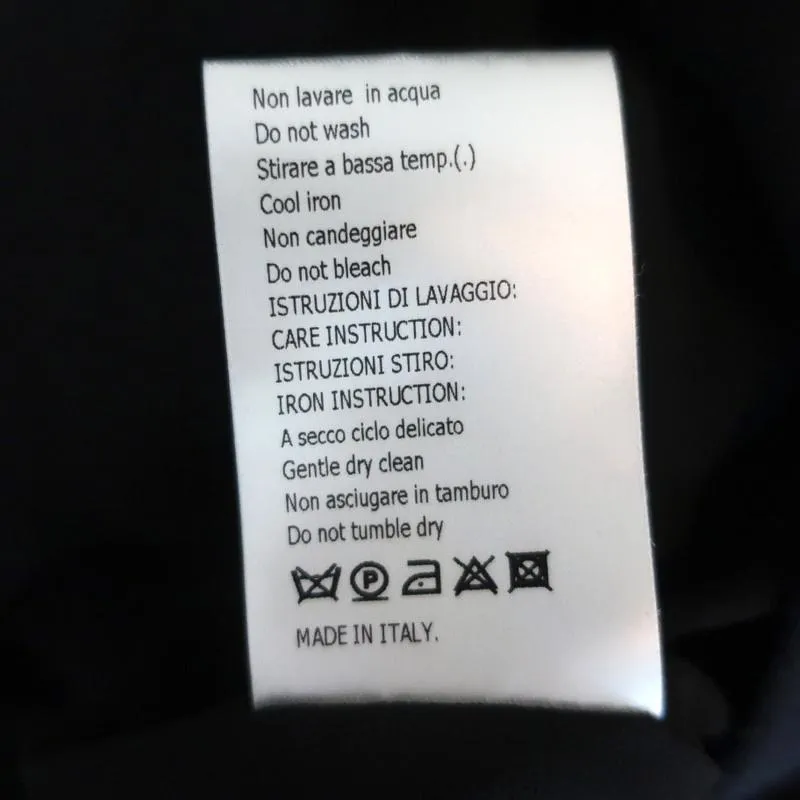 Non lavare in acqua
Do not wash
Stirare a bassa temp.(.)
Cool iron
Non candeggiare
Do not bleach
ISTRUZIONI DI LAVAGGIO:
CARE INSTRUCTION:
ISTRUZIONI STIRO:
IRON INSTRUCTION:
A secco ciclo delicato
Gentle dry clean
Non asciugare in tamburo
Do not tumble dry
P
MADE IN ITALY.